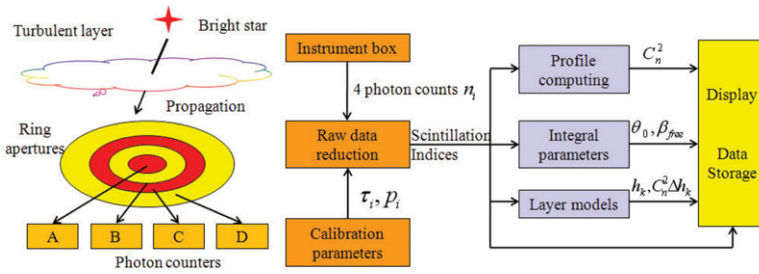 Turbulent layer
Bright star
Propagation
Ring
apertures
A
B
C
D
Photon counters
Instrument box
4 photon counts n_i
Raw data
reduction
τ_i, p_i
Calibration
parameters
Scintillation
Indices
Profile
computing
C_n^2
Integral
parameters
θ_0, β_free
Layer models
h_k, C_n^2Δh_k
Display
Data
Storage